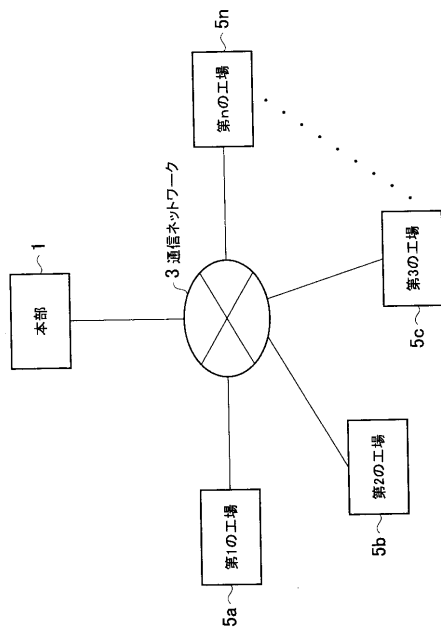 本部
1
3 通信ネットワーク
第1の工場
5a
第2の工場
5b
第3の工場
5c
第nの工場
5n